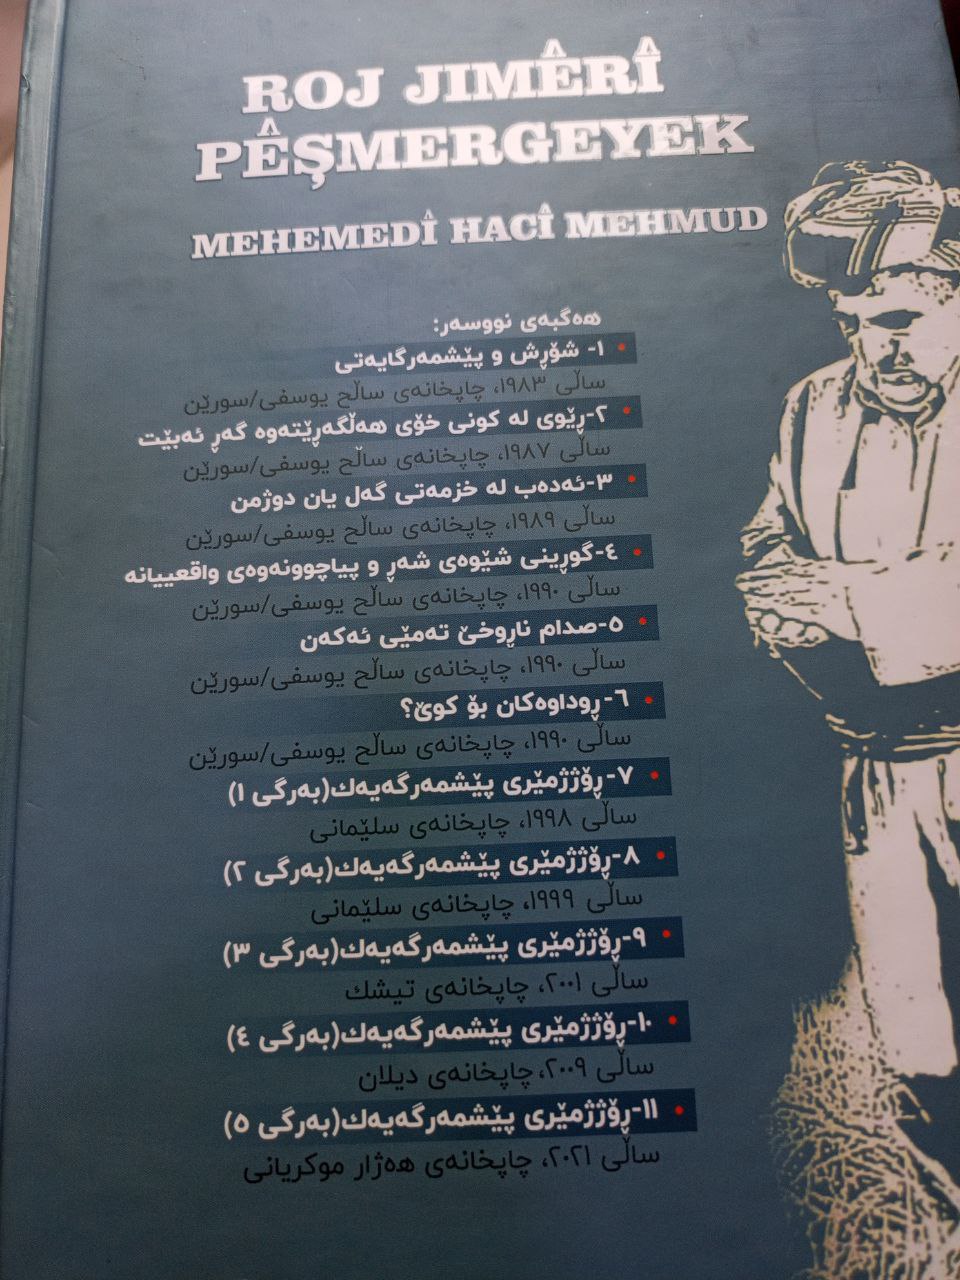 ROJ JIMÊRÎ
PÊŞMERGEYEK
MEHEMEDÎ HACÎ MEHMUD
هەگبەی نووسەر:
١- شۆڕش و پێشمەرگایەتی
ساڵی ١٩٨٣، چاپخانەی ساڵح یوسفی/سورێن
٢-ڕێوی لە کونی خۆی هەڵگەڕێتەوە گەڕ ئەبێت
ساڵی ١٩٨٧، چاپخانەی ساڵح یوسفی/سورێن
٣-ئەدەب لە خزمەتی گەل یان دوژمن
ساڵی ١٩٨٩، چاپخانەی ساڵح یوسفی/سورێن
٤-گۆڕینی شێوەی شەڕ و پیاچوونەوەی واقعییانە
ساڵی ١٩٩٠، چاپخانەی ساڵح یوسفی/سورێن
٥-صدام ناڕوخێ تەمێی ئەکەن
ساڵی ١٩٩٠، چاپخانەی ساڵح یوسفی/سورێن
٦-ڕوداوەکان بۆ کوێ؟
ساڵی ١٩٩٠، چاپخانەی ساڵح یوسفی/سورێن
٧-ڕۆژژمێری پێشمەرگەیەك(بەرگی ١)
ساڵی ١٩٩٨، چاپخانەی سلێمانی
٨-ڕۆژژمێری پێشمەرگەیەك(بەرگی ٢)
ساڵی ١٩٩٩، چاپخانەی سلێمانی
٩-ڕۆژژمێری پێشمەرگەیەك(بەرگی ٣)
ساڵی ٢٠٠١، چاپخانەی تیشك
١٠-ڕۆژژمێری پێشمەرگەیەك(بەرگی ٤)
ساڵی ٢٠٠٩، چاپخانەی دیلان
١١-ڕۆژژمێری پێشمەرگەیەك(بەرگی ٥)
ساڵی ٢٠٢١، چاپخانەی هەژار موکریانی